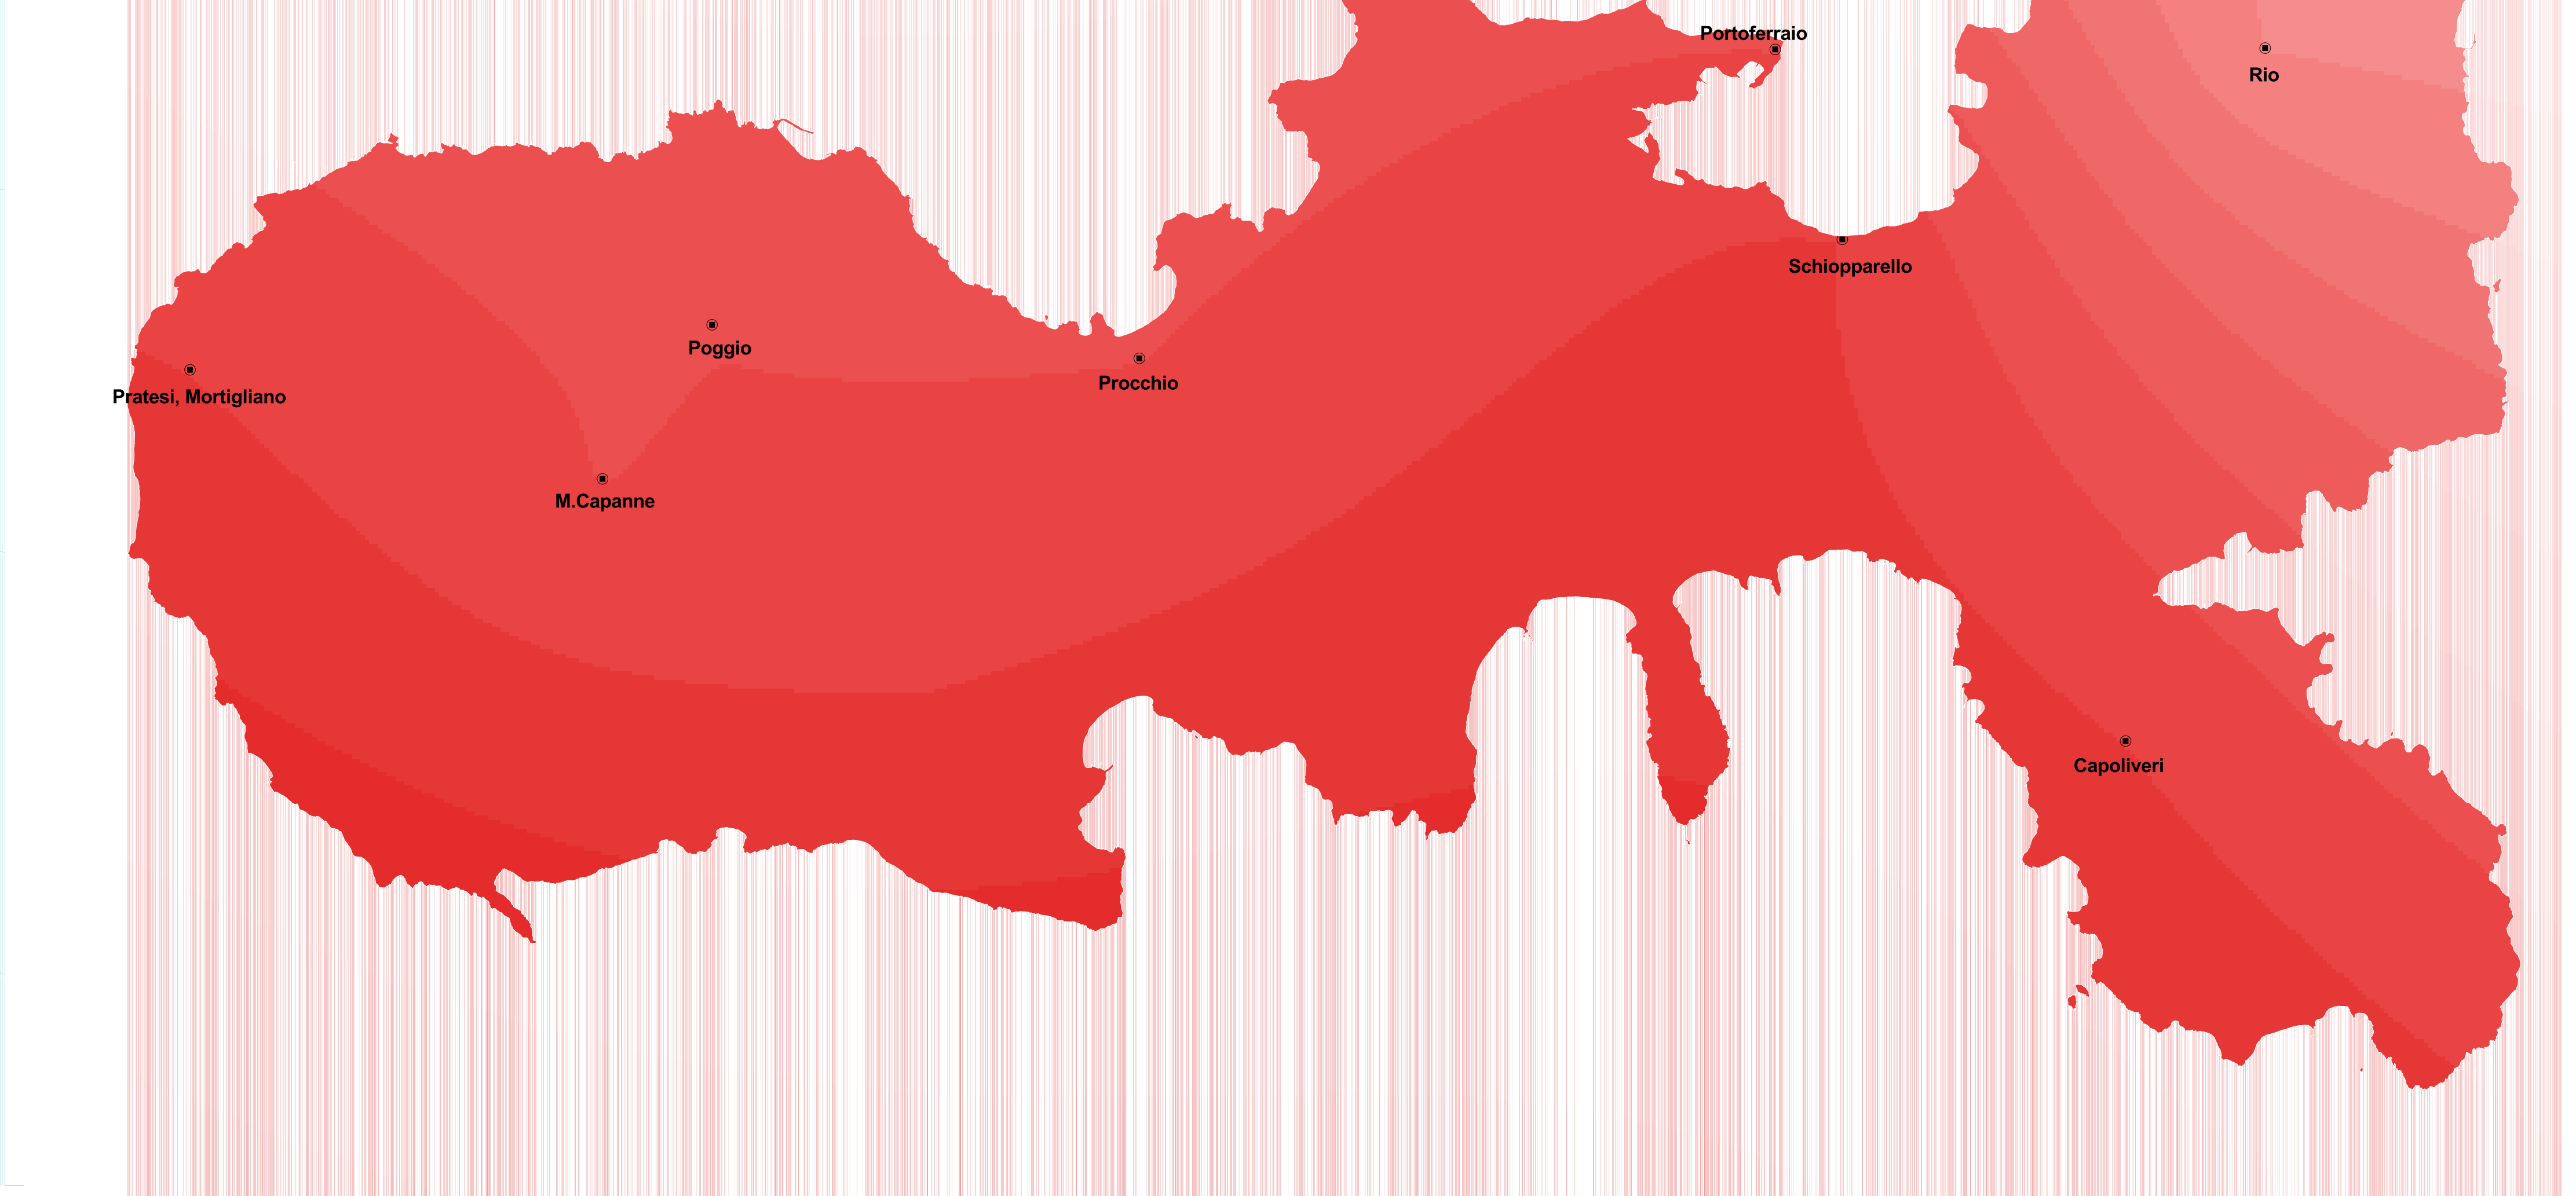 Portoferraio
Rio
Schiopparello
Poggio
Procchio
Pratesi, Mortigliano
M.Capanne
Capoliveri